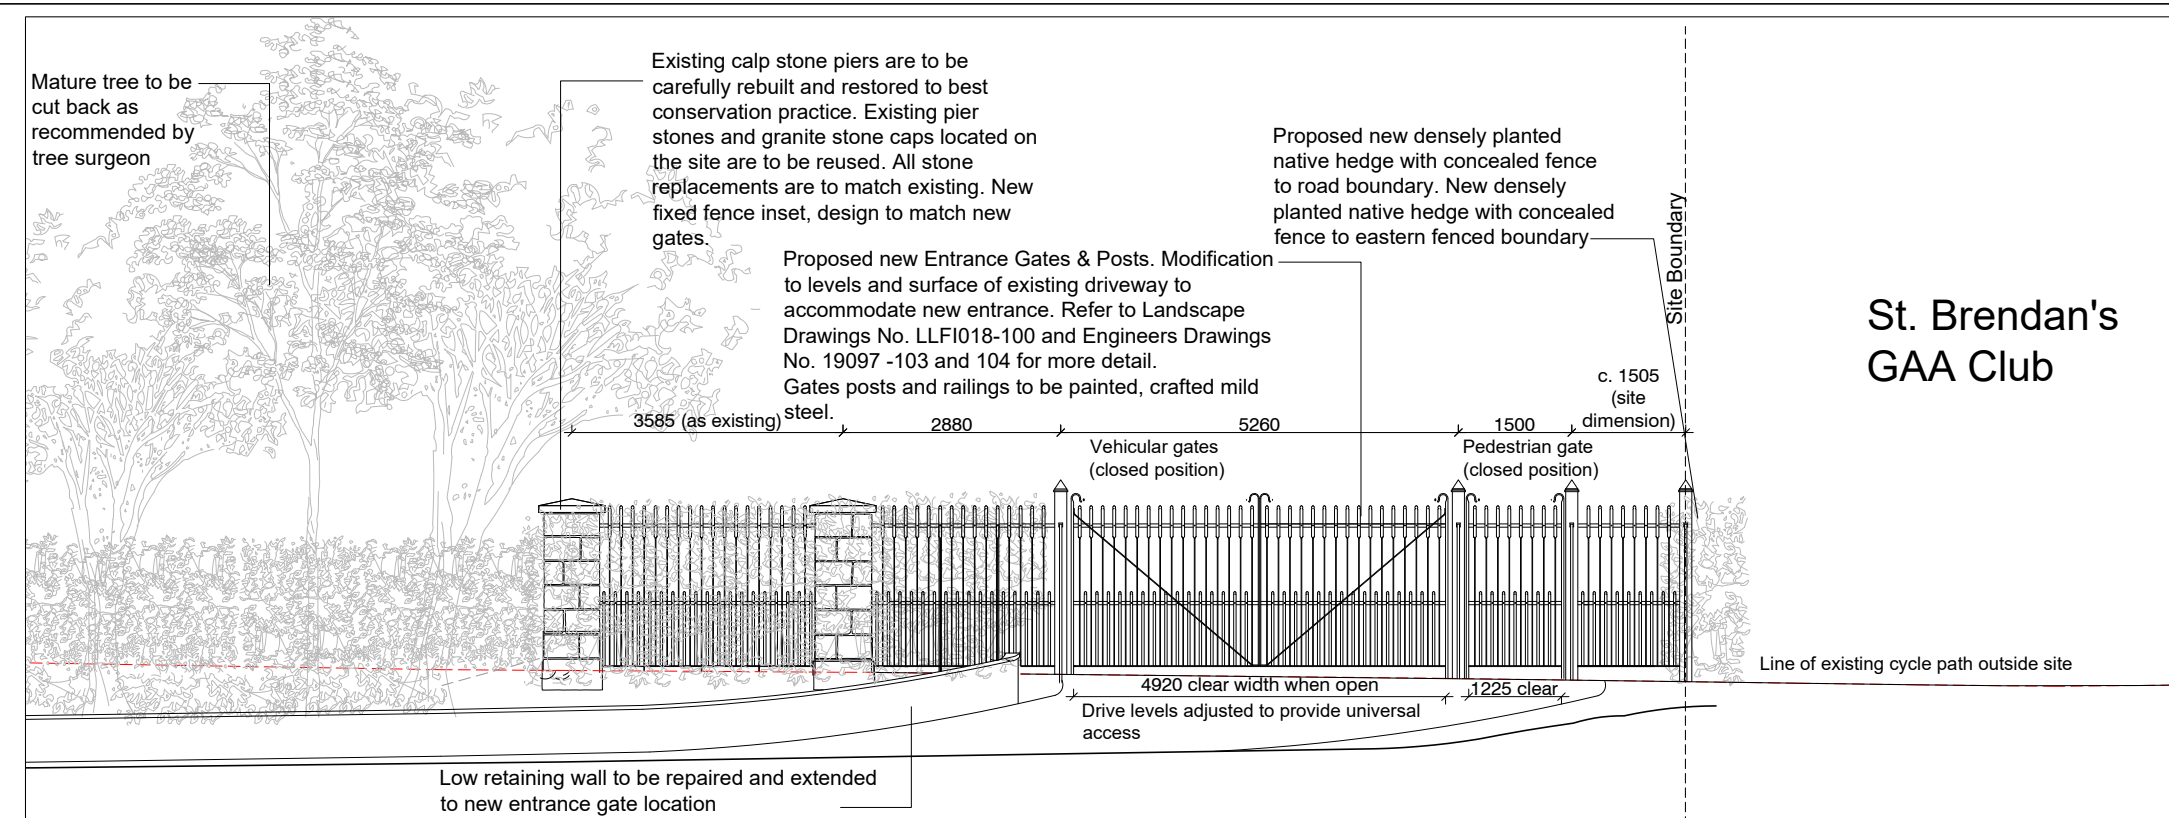 Mature tree to be
cut back as
recommended by
tree surgeon
Existing calp stone piers are to be
carefully rebuilt and restored to best
conservation practice. Existing pier
stones and granite stone caps located on
the site are to be reused. All stone
replacements are to match existing. New
fixed fence inset, design to match new
gates.
Proposed new Entrance Gates & Posts. Modification
to levels and surface of existing driveway to
accommodate new entrance. Refer to Landscape
Drawings No. LLFI018-100 and Engineers Drawings
No. 19097 -103 and 104 for more detail.
Gates posts and railings to be painted, crafted mild
steel.
Proposed new densely planted
native hedge with concealed fence
to road boundary. New densely
planted native hedge with concealed
fence to eastern fenced boundary
Site Boundary
St. Brendan's
GAA Club
3585 (as existing)
2880
5260
1500
c. 1505
(site
dimension)
Vehicular gates
(closed position)
Pedestrian gate
(closed position)
Line of existing cycle path outside site
4920 clear width when open
1225 clear
Drive levels adjusted to provide universal
access
Low retaining wall to be repaired and extended
to new entrance gate location